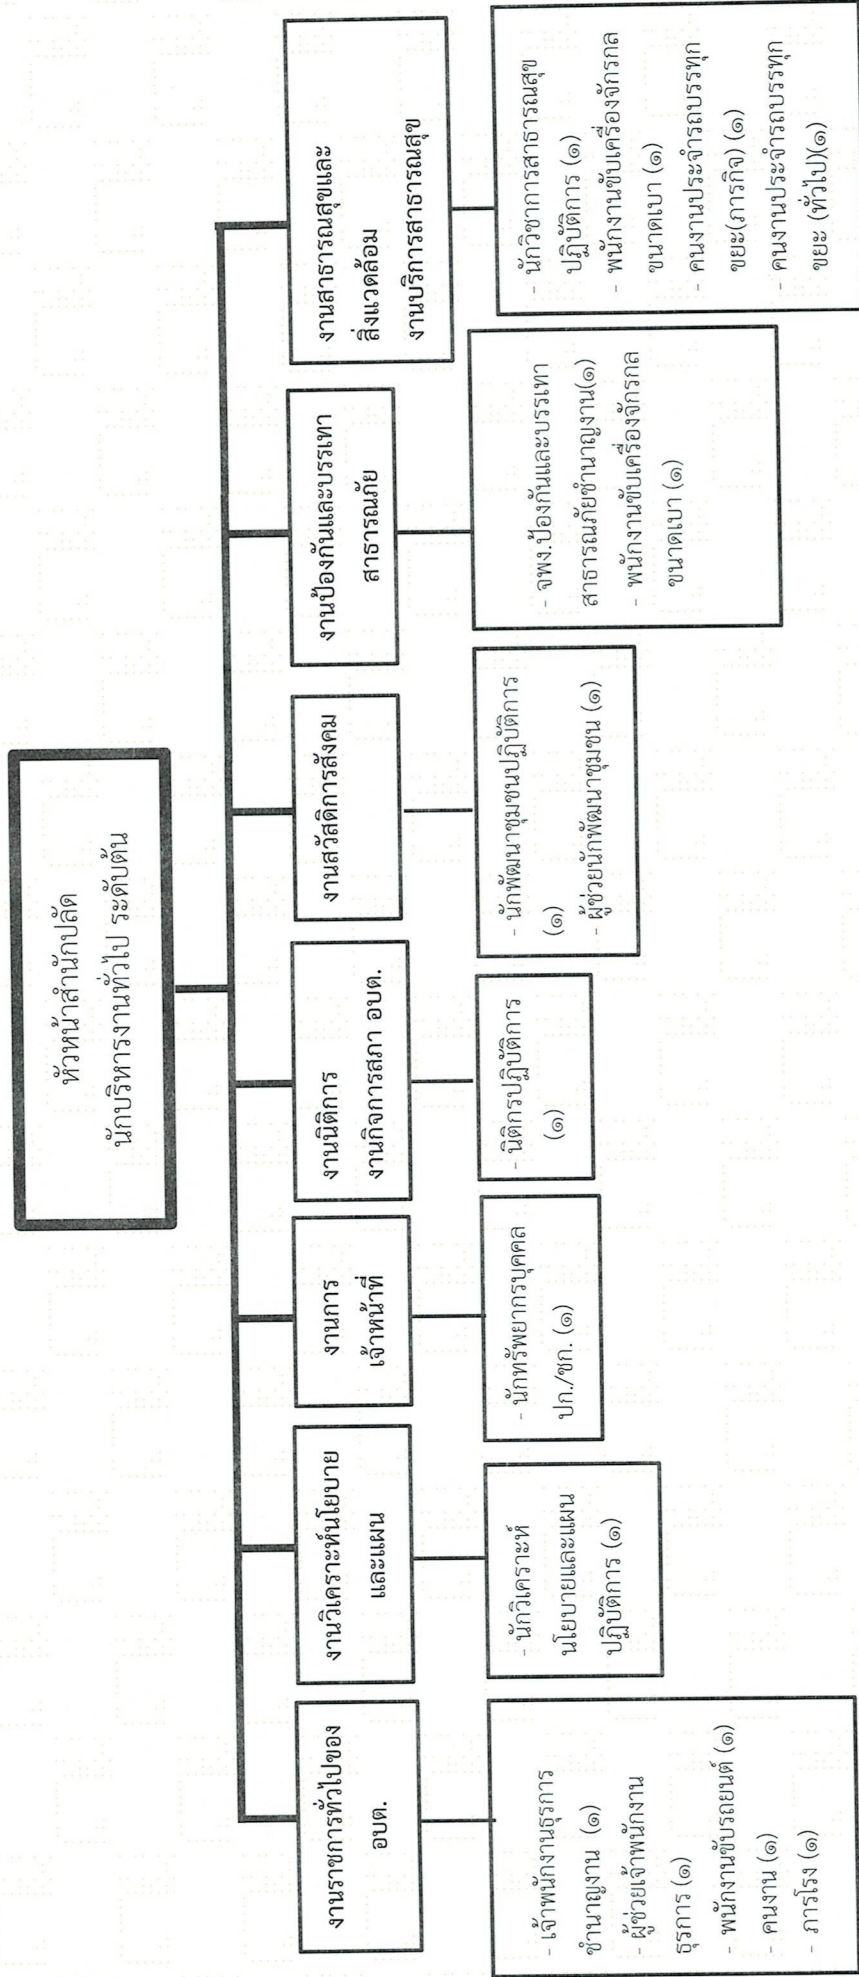 หัวหน้าสำนักปลัด
นักบริหารงานทั่วไป ระดับต้น
งานราชการทั่วไปของ
อบต.
- เจ้าพนักงานธุรการ
ชำนาญงาน (๑)
- ผู้ช่วยเจ้าพนักงาน
ธุรการ (๑)
- พนักงานขับรถยนต์ (๑)
- คนงาน (๑)
- ภารโรง (๑)
งานวิเคราะห์นโยบาย
และแผน
- นักวิเคราะห์
นโยบายและแผน
ปฏิบัติการ (๑)
งานการ
เจ้าหน้าที่
- นักทรัพยากรบุคคล
ปก./ชก. (๑)
งานนิติการ
งานกิจการสภา อบต.
- นิติกรปฏิบัติการ
(๑)
งานสวัสดิการสังคม
- นักพัฒนาชุมชนปฏิบัติการ
(๑)
- ผู้ช่วยนักพัฒนาชุมชน (๑)
งานป้องกันและบรรเทา
สาธารณภัย
- จพง.ป้องกันและบรรเทา
สาธารณภัยชำนาญงาน(๑)
- พนักงานขับเครื่องจักรกล
ขนาดเบา (๑)
งานสาธารณสุขและ
สิ่งแวดล้อม
งานบริการสาธารณสุข
- นักวิชาการสาธารณสุข
ปฏิบัติการ (๑)
- พนักงานขับเครื่องจักรกล
ขนาดเบา (๑)
- คนงานประจำรถบรรทุก
ขยะ(ภารกิจ) (๑)
- คนงานประจำรถบรรทุก
ขยะ (ทั่วไป)(๑)